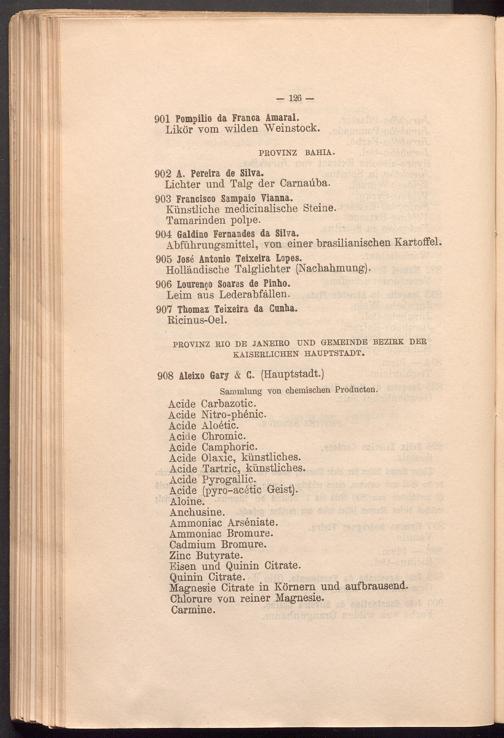 — 126 —
901 Pompilio da Franca Amaral.
Likör vom wilden Weinstock.
PROVINZ BAHIA.
902 A. Pereira de Silva.
Lichter und Talg der Carnaúba.
903 Francisco Sampaio Vianna.
Künstliche medicinalische Steine.
Tamarinden polpe.
904 Galdino Fernandes da Silva.
Abführungsmittel, von einer brasilianischen Kartoffel.
905 José Antonio Teixeira Lopes.
Holländische Talglichter (Nachahmung).
906 Lourenço Soares de Pinho.
Leim aus Lederabfällen.
907 Thomaz Teixeira da Cunha.
Ricinus-Oel.
PROVINZ RIO DE JANEIRO UND GEMEINDE BEZIRK DER
KAISERLICHEN HAUPTSTADT.
908 Aleixo Gary & C. (Hauptstadt.)
Sammlung von chemischen Producten.
Acide Carbazotic.
Acide Nitro-phénic.
Acide Aloétic.
Acide Chromic.
Acide Camphoric.
Acide Olaxic, künstliches.
Acide Tartric, künstliches.
Acide Pyrogallic.
Acide (pyro-acétic Geist).
Aloine.
Anchusine.
Ammoniac Arséniate.
Ammoniac Bromure.
Cadmium Bromure.
Zinc Butyrate.
Eisen und Quinin Citrate.
Quinin Citrate.
Magnesie Citrate in Körnern und aufbrausend.
Chlorure von reiner Magnesie.
Carmine.